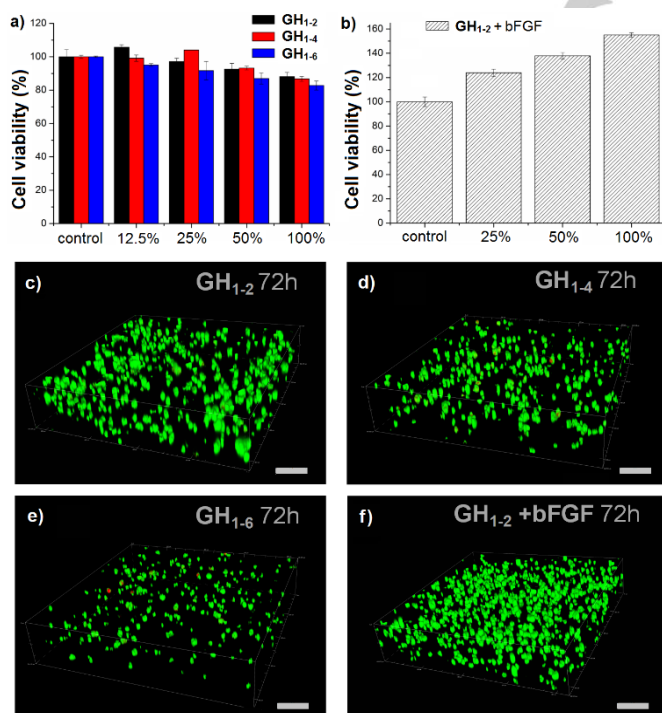 a)
GH1-2
GH1-4
GH1-6
Cell viability (%)
120
100
80
60
40
20
0
control 12.5% 25% 50% 100%
b)
GH1-2 + bFGF
Cell viability (%)
160
140
120
100
80
60
40
20
0
control 25% 50% 100%
c) GH1-2 72h
d) GH1-4 72h
e) GH1-6 72h
f) GH1-2 +bFGF 72h